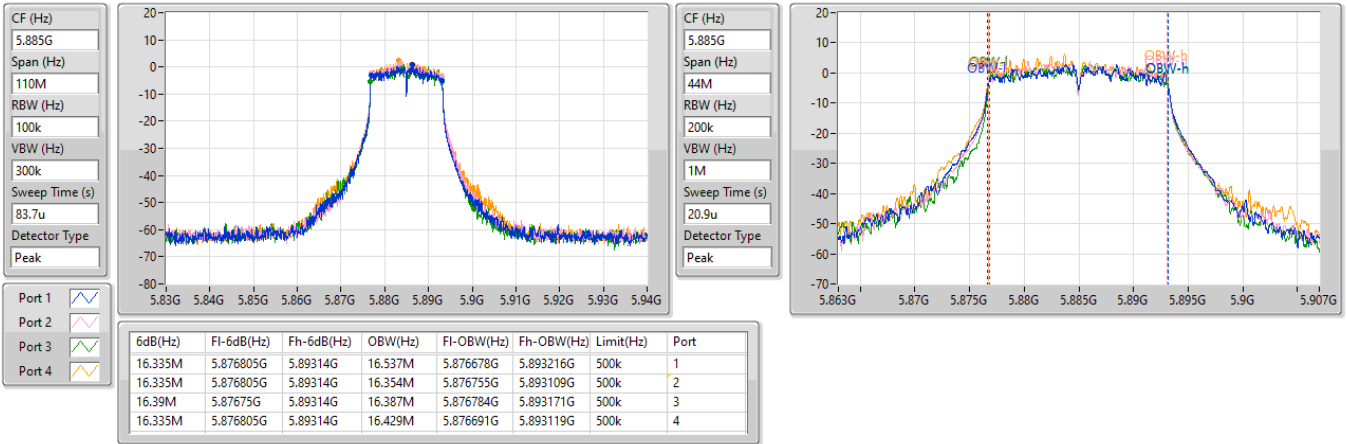 CF (Hz)
5.885G
Span (Hz)
110M
RBW (Hz)
100k
VBW (Hz)
300k
Sweep Time (s)
83.7u
Detector Type
Peak
20
10
0
-10
-20
-30
-40
-50
-60
-70
-80
5.83G 5.84G 5.85G 5.86G 5.87G 5.88G 5.89G 5.9G 5.91G 5.92G 5.93G 5.94G
CF (Hz)
5.885G
Span (Hz)
44M
RBW (Hz)
200k
VBW (Hz)
1M
Sweep Time (s)
20.9u
Detector Type
Peak
20
10
0
-10
-20
-30
-40
-50
-60
-70
OBW-h
OBW-l
OBW-h
5.863G 5.87G 5.875G 5.88G 5.885G 5.89G 5.895G 5.9G 5.907G
Port 1
Port 2
Port 3
Port 4
6dB(Hz) Fl-6dB(Hz) Fh-6dB(Hz) OBW(Hz) Fl-OBW(Hz) Fh-OBW(Hz) Limit(Hz) Port
16.335M 5.876805G 5.89314G 16.537M 5.876678G 5.893216G 500k 1
16.335M 5.876805G 5.89314G 16.354M 5.876755G 5.893109G 500k 2
16.39M 5.87675G 5.89314G 16.387M 5.876784G 5.893171G 500k 3
16.335M 5.876805G 5.89314G 16.429M 5.876691G 5.893119G 500k 4